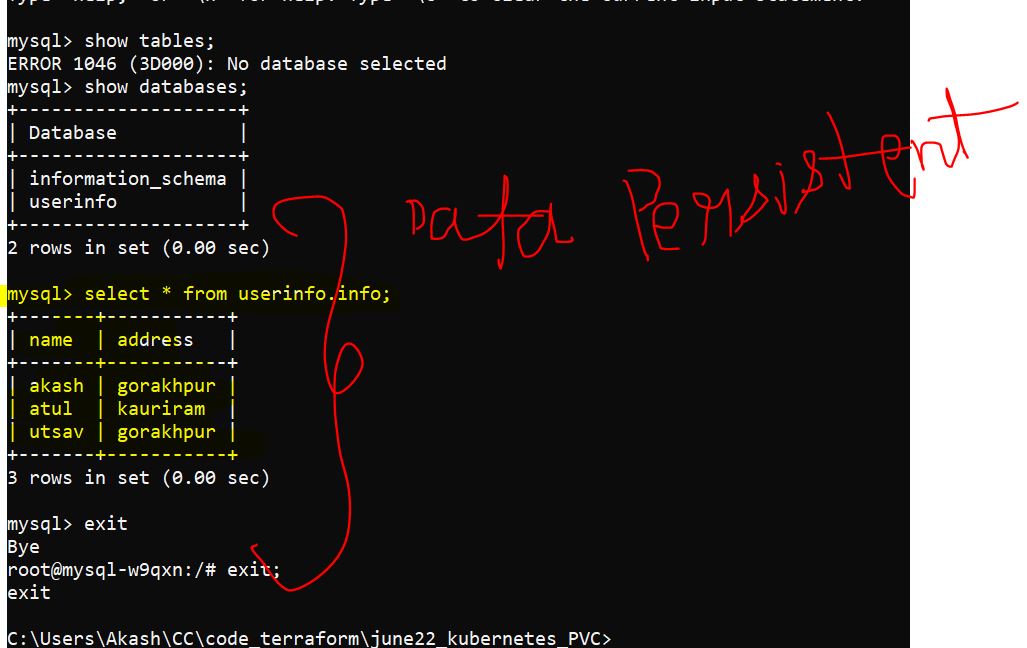 mysql> show tables;
ERROR 1046 (3D000): No database selected
mysql> show databases;
+--------------------+
| Database           |
+--------------------+
| information_schema |
| userinfo           |
+--------------------+
2 rows in set (0.00 sec)
Data Persistent
mysql> select * from userinfo.info;
+-------+-----------+
| name  | address   |
+-------+-----------+
| akash | gorakhpur |
| atul  | kauriram  |
| utsav | gorakhpur |
+-------+-----------+
3 rows in set (0.00 sec)
mysql> exit
Bye
root@mysql-w9qxn:/# exit;
exit
C:\Users\Akash\CC\code_terraform\june22_kubernetes_PVC>